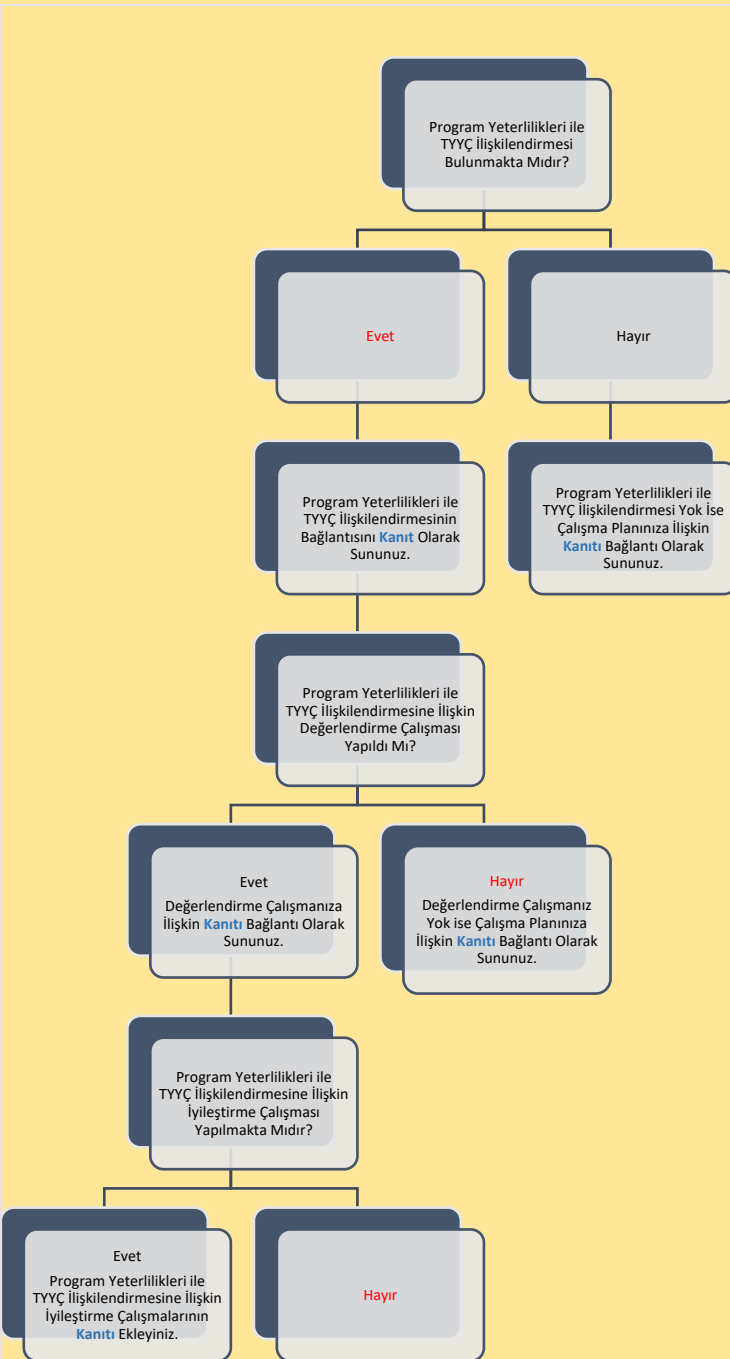 Program Yeterlilikleri ile
TYYÇ İlişkilendirmesi
Bulunmakta Mıdır?
Evet
Hayır
Program Yeterlilikleri ile
TYYÇ İlişkilendirmesinin
Bağlantısını Kanıt Olarak
Sununuz.
Program Yeterlilikleri ile
TYYÇ İlişkilendirmesi Yok İse
Çalışma Planınıza İlişkin
Kanıtı Bağlantı Olarak
Sununuz.
Program Yeterlilikleri ile
TYYÇ İlişkilendirmesine İlişkin
Değerlendirme Çalışması
Yapıldı Mı?
Evet
Değerlendirme Çalışmanıza
İlişkin Kanıtı Bağlantı Olarak
Sununuz.
Hayır
Değerlendirme Çalışmanız
Yok ise Çalışma Planınıza
İlişkin Kanıtı Bağlantı Olarak
Sununuz.
Program Yeterlilikleri ile
TYYÇ İlişkilendirmesine İlişkin
İyileştirme Çalışması
Yapılmakta Mıdır?
Evet
Program Yeterlilikleri ile
TYYÇ İlişkilendirmesine İlişkin
İyileştirme Çalışmalarının
Kanıtı Ekleyiniz.
Hayır